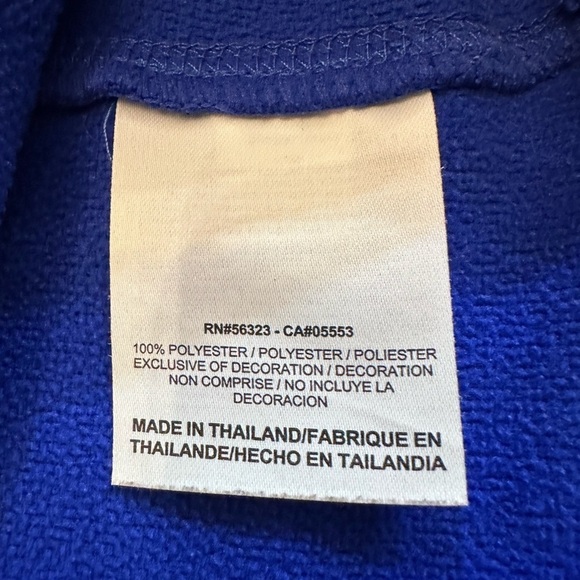 RN#56323 - CA#05553
100% POLYESTER / POLYESTER / POLIESTER
EXCLUSIVE OF DECORATION / DECORATION
NON COMPRISE / NO INCLUYE LA
DECORACION
MADE IN THAILAND/FABRIQUE EN
THAILANDE/HECHO EN TAILANDIA